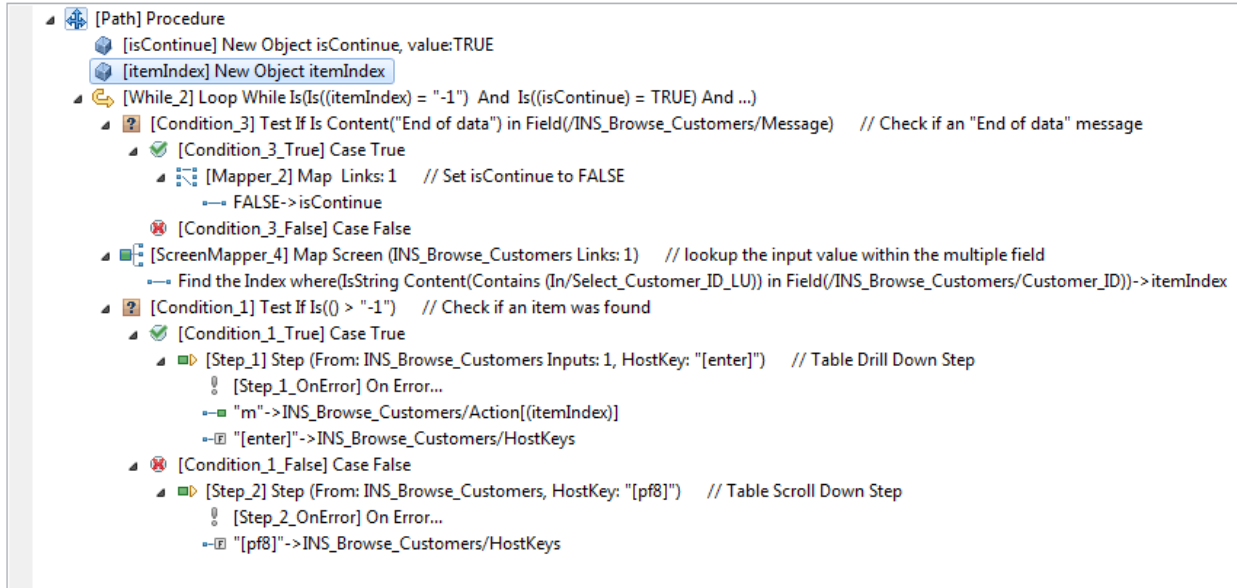 [Path] Procedure
[isContinue] New Object isContinue, value:TRUE
[itemIndex] New Object itemIndex
[While_2] Loop While Is(Is((itemIndex) = "-1") And Is((isContinue) = TRUE) And ...)
[Condition_3] Test If Is Content("End of data") in Field(/INS_Browse_Customers/Message) // Check if an "End of data" message
[Condition_3_True] Case True
[Mapper_2] Map Links: 1 // Set isContinue to FALSE
FALSE->isContinue
[Condition_3_False] Case False
[ScreenMapper_4] Map Screen (INS_Browse_Customers Links: 1) // lookup the input value within the multiple field
Find the Index where(IsString Content(Contains (In/Select_Customer_ID_LU)) in Field(/INS_Browse_Customers/Customer_ID))->itemIndex
[Condition_1] Test If Is(() > "-1") // Check if an item was found
[Condition_1_True] Case True
[Step_1] Step (From: INS_Browse_Customers Inputs: 1, HostKey: "[enter]") // Table Drill Down Step
[Step_1_OnError] On Error...
"m"->INS_Browse_Customers/Action[(itemIndex)]
"[enter]"->INS_Browse_Customers/HostKeys
[Condition_1_False] Case False
[Step_2] Step (From: INS_Browse_Customers, HostKey: "[pf8]") // Table Scroll Down Step
[Step_2_OnError] On Error...
"[pf8]"->INS_Browse_Customers/HostKeys